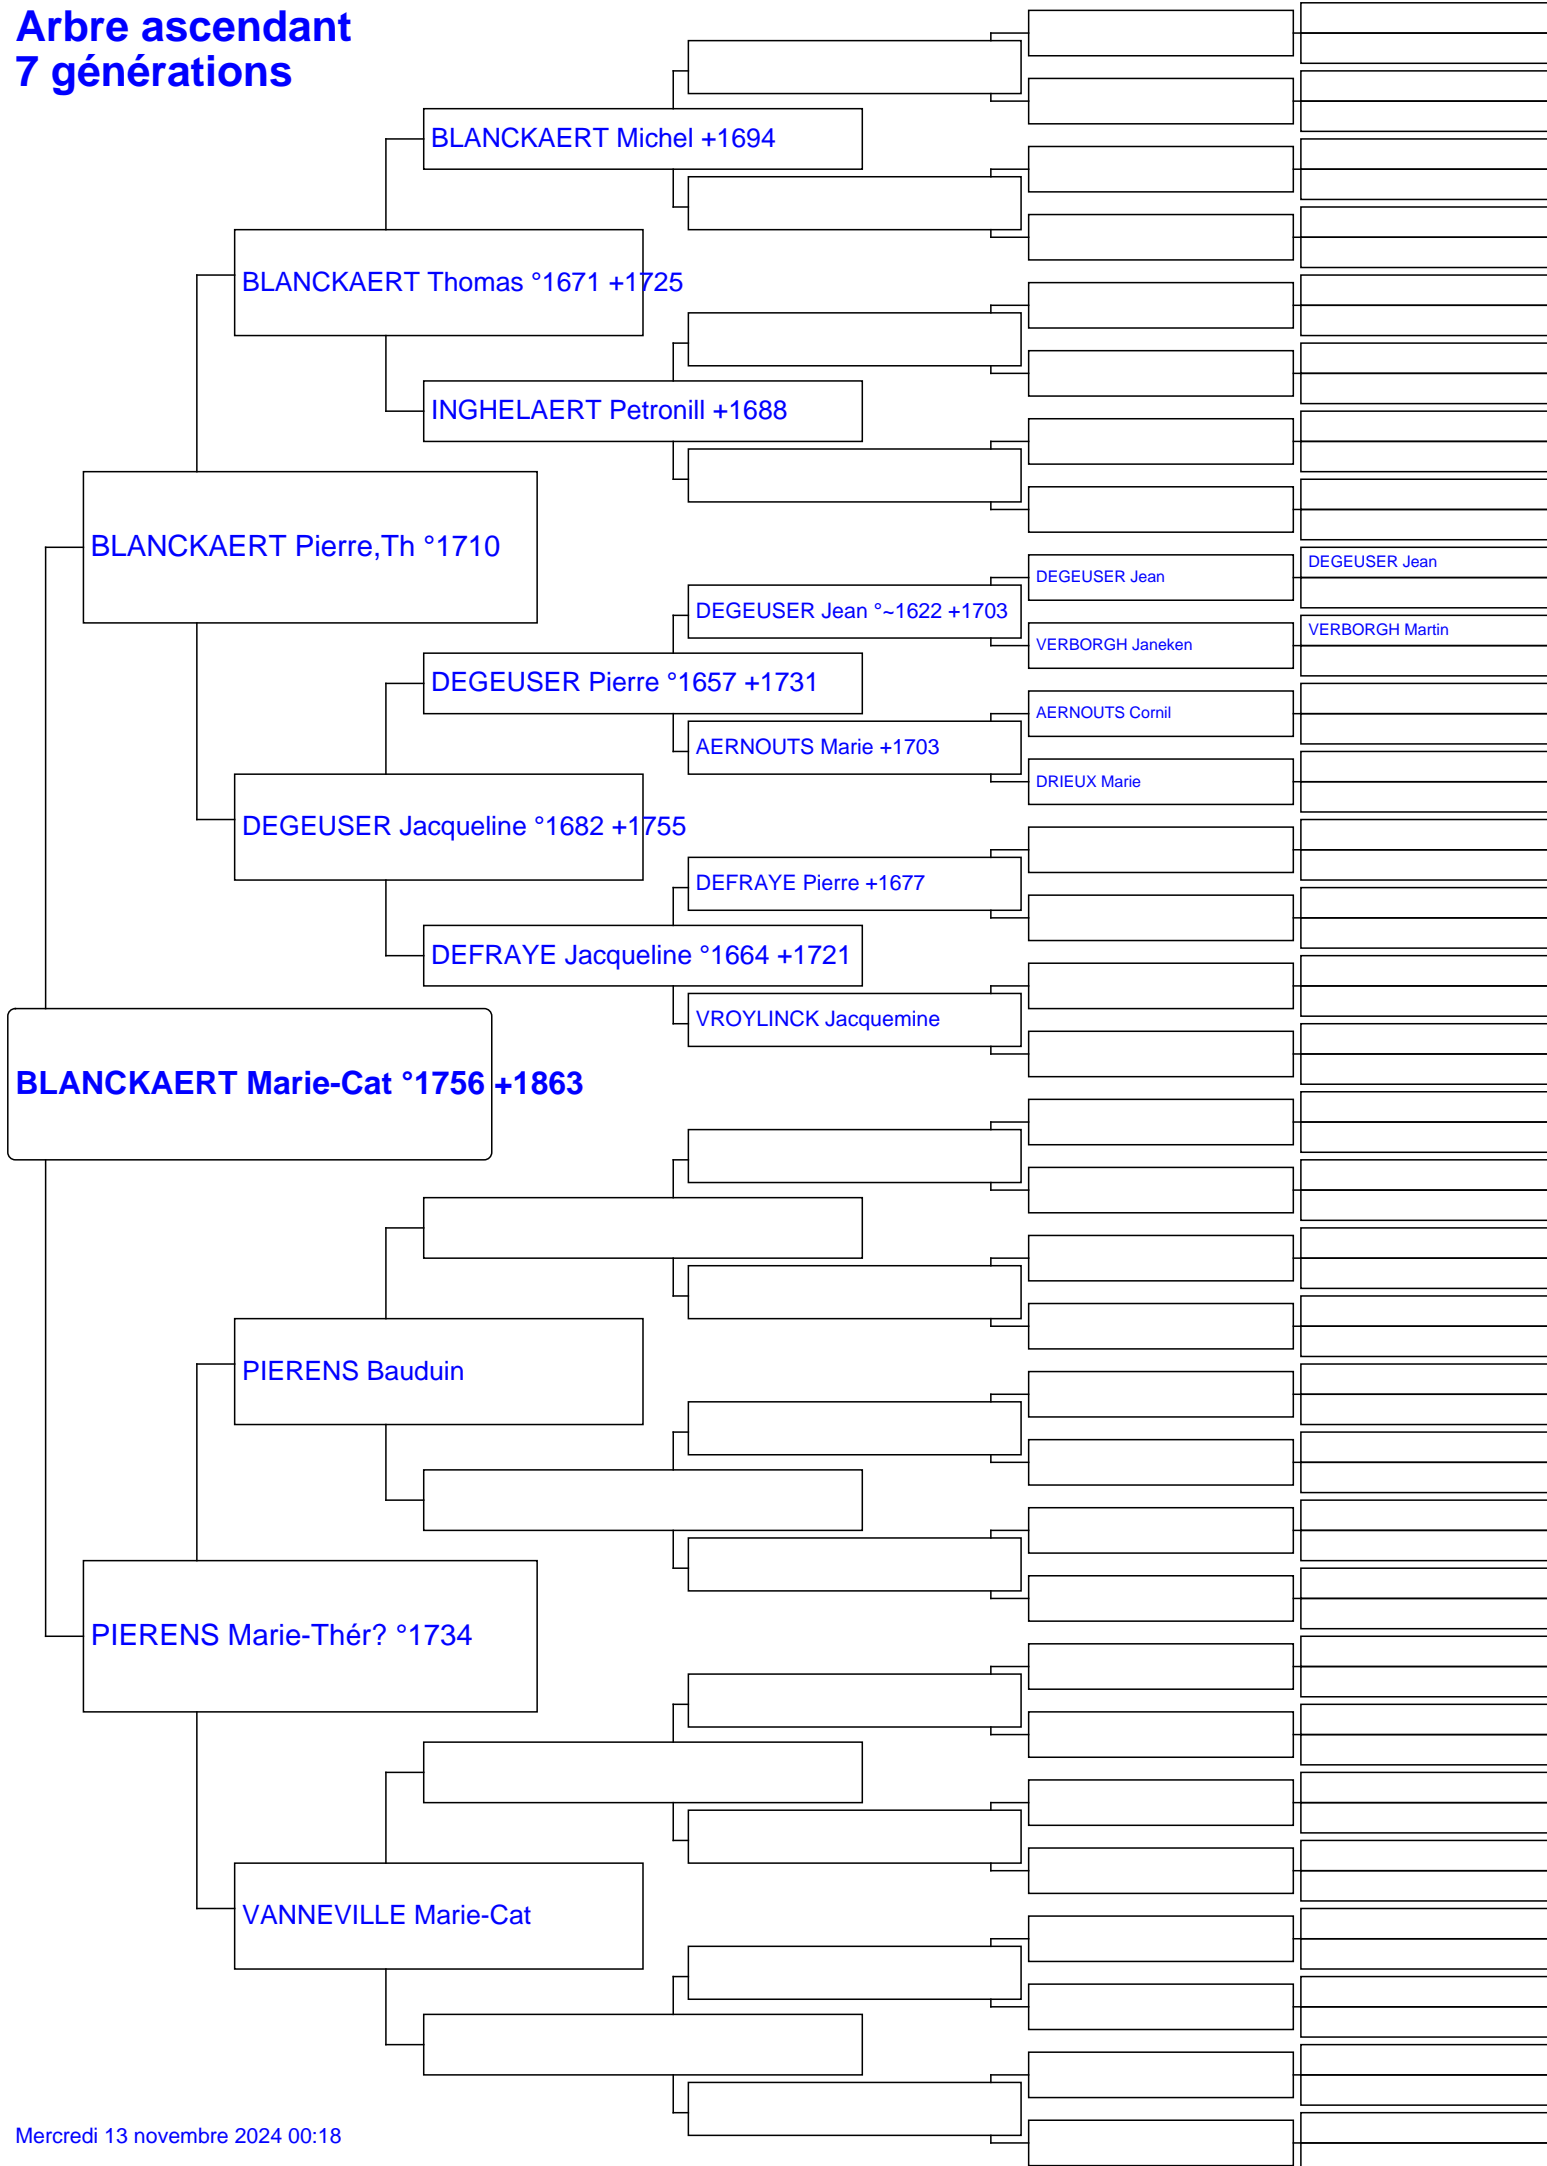 Arbre ascendant
7 générations
BLANCKAERT Michel +1694
BLANCKAERT Thomas °1671 +1725
INGHELAERT Petronill +1688
BLANCKAERT Pierre,Th °1710
DEGEUSER Jean
DEGEUSER Jean
DEGEUSER Jean °~1622 +1703
VERBORGH Martin
VERBORGH Janeken
DEGEUSER Pierre °1657 +1731
AERNOUTS Cornil
AERNOUTS Marie +1703
DRIEUX Marie
DEGEUSER Jacqueline °1682 +1755
DEFRAYE Pierre +1677
DEFRAYE Jacqueline °1664 +1721
VROYLINCK Jacquemine
BLANCKAERT Marie-Cat °1756 +1863
PIERENS Bauduin
PIERENS Marie-Thér? °1734
VANNEVILLE Marie-Cat
Mercredi 13 novembre 2024 00:18